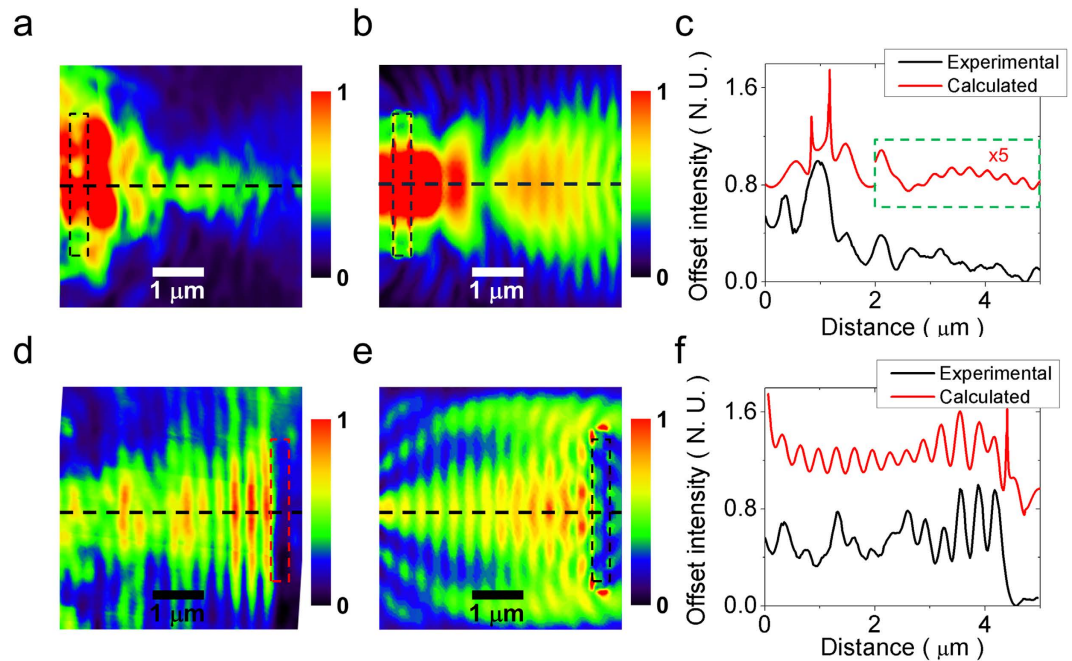 a
b
c
1
0
1 μm
1
0
1 μm
Offset intensity ( N. U. )
1.6
0.8
0.0
Experimental
Calculated
x5
0
2
4
Distance ( μm )
d
e
f
1
0
1 μm
1
0
1 μm
Offset intensity ( N. U. )
1.6
0.8
0.0
Experimental
Calculated
0
2
4
Distance ( μm )